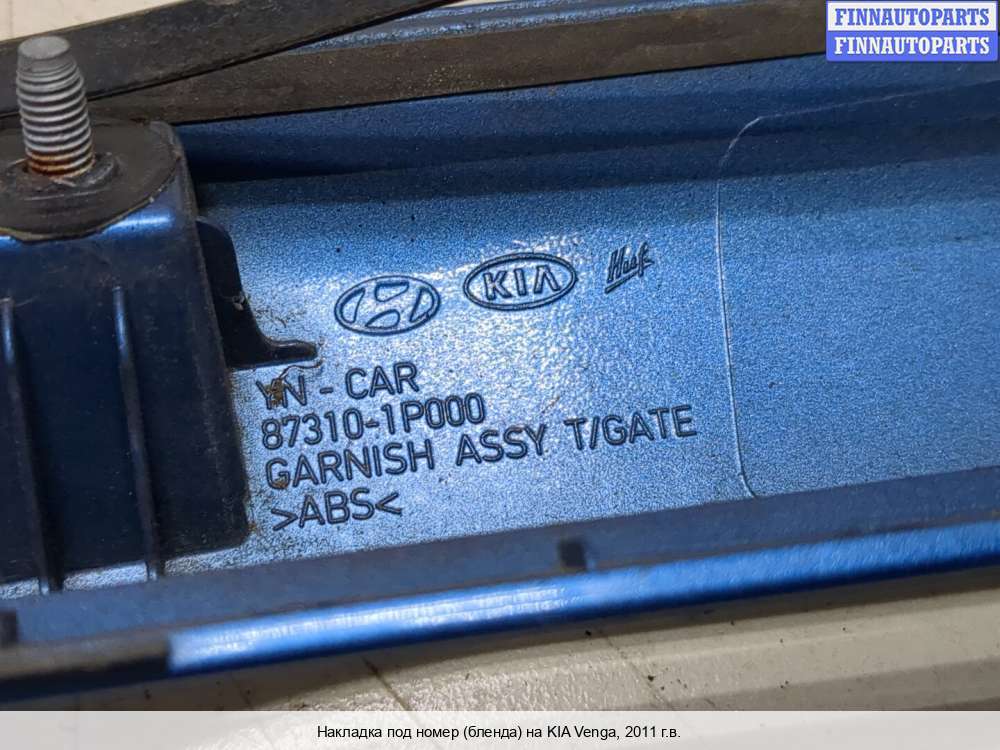 FINNAUTOPARTS
FINNAUTOPARTS
KIA
YN - CAR
87310-1P000
GARNISH ASSY T/GATE
>ABS<
Накладка под номер (бленда) на KIA Venga, 2011 г.в.